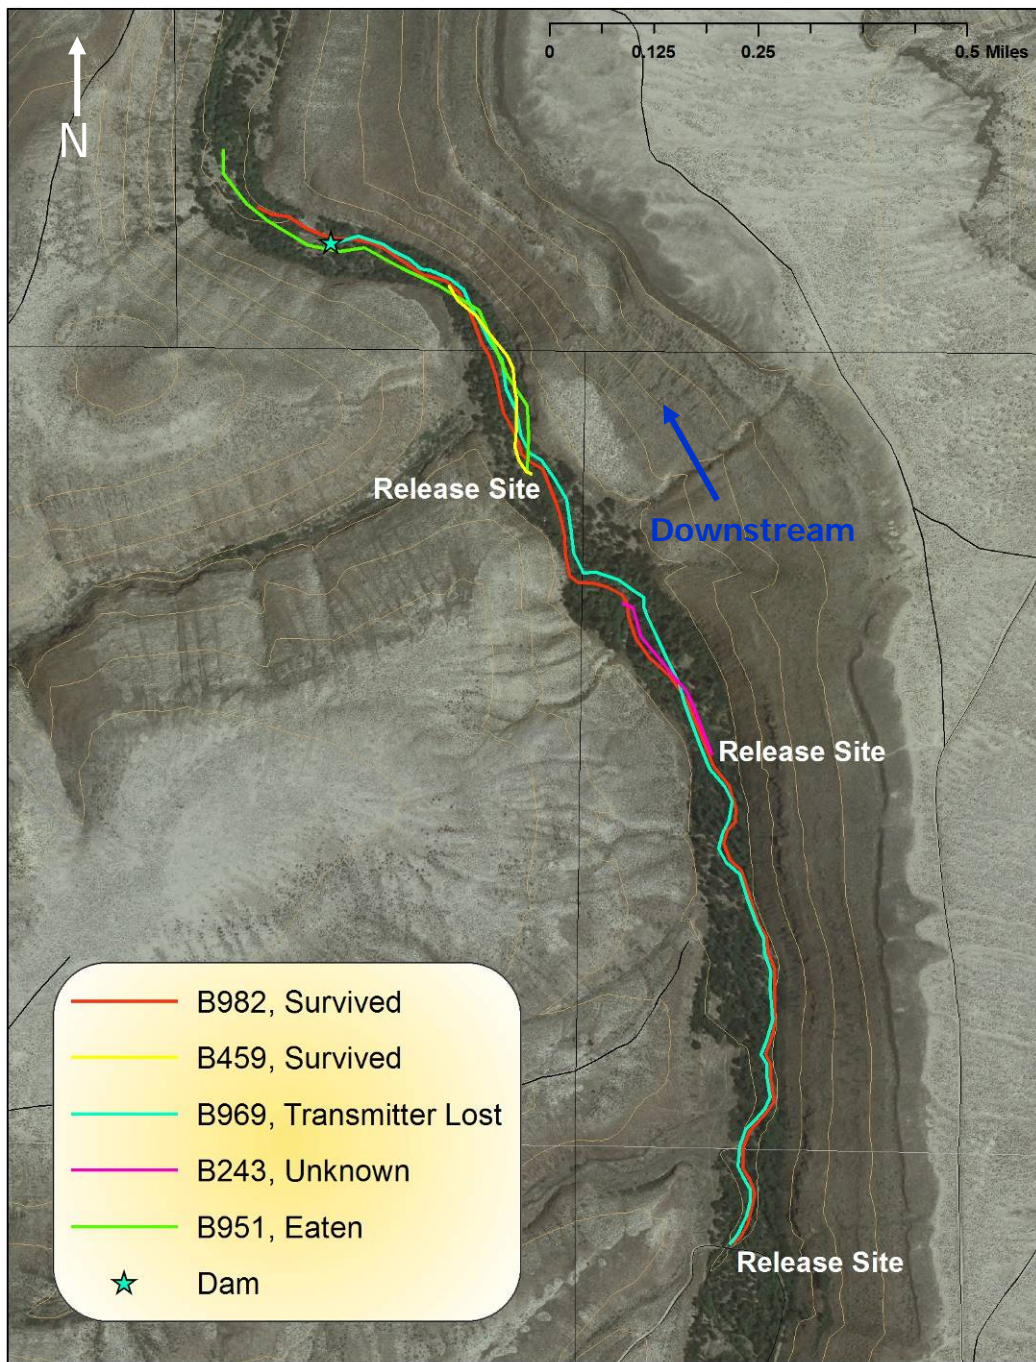 0 0.125 0.25 0.5 Miles
N
Release Site
Downstream
Release Site
B982, Survived
B459, Survived
B969, Transmitter Lost
B243, Unknown
B951, Eaten
Dam
Release Site